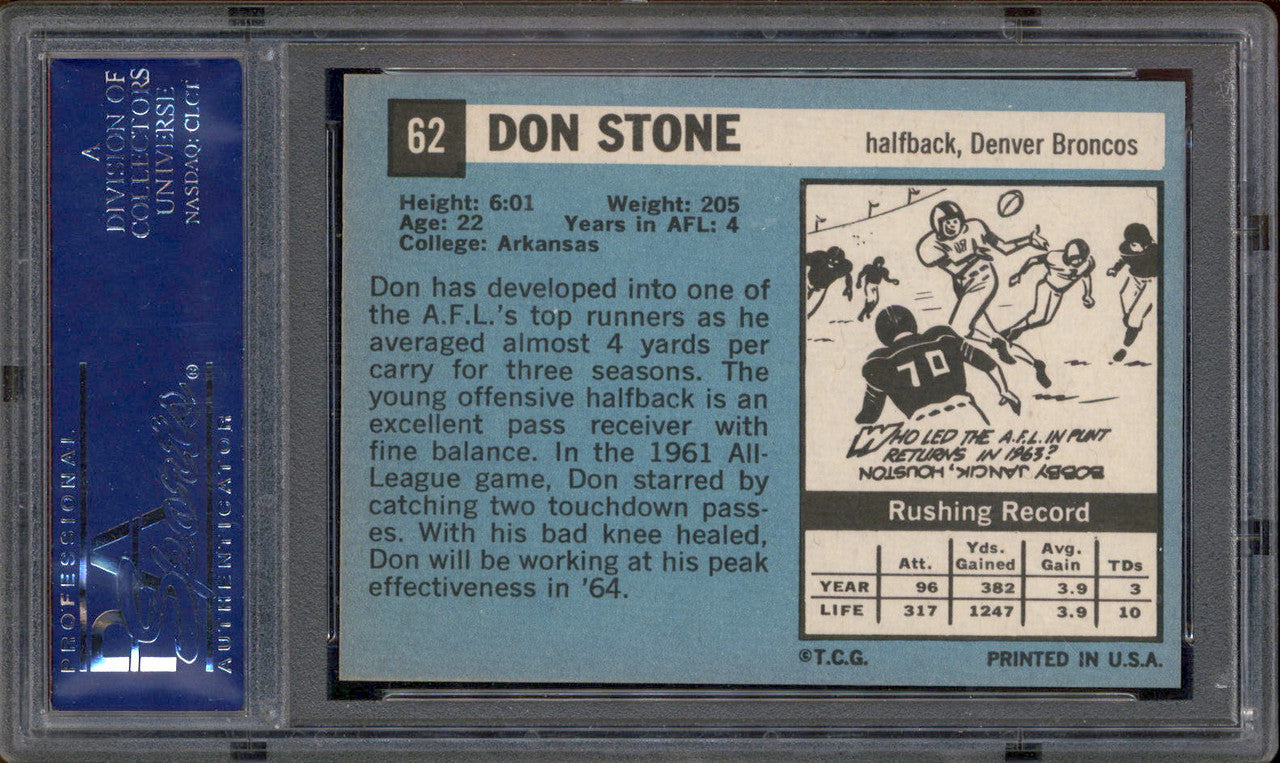 A
DIVISION OF
COLLECTORS
UNIVERSE
NASDAQ: CLCT
PROFESSIONAL
PSA
Sports
AUTHENTICATOR
62
DON STONE
halfback, Denver Broncos
Height: 6:01 Weight: 205
Age: 22 Years in AFL: 4
College: Arkansas
Don has developed into one of
the A.F.L.'s top runners as he
averaged almost 4 yards per
carry for three seasons. The
young offensive halfback is an
excellent pass receiver with
fine balance. In the 1961 All-
League game, Don starred by
catching two touchdown pass-
es. With his bad knee healed,
Don will be working at his peak
effectiveness in '64.
70
WHO LED THE A.F.L. IN PUNT
RETURNS IN 1963?
BOBBY JANCIK, HOUSTON
Rushing Record
Att. Yds. Gained Avg. Gain TDs
YEAR 96 382 3.9 3
LIFE 317 1247 3.9 10
©T.C.G. PRINTED IN U.S.A.